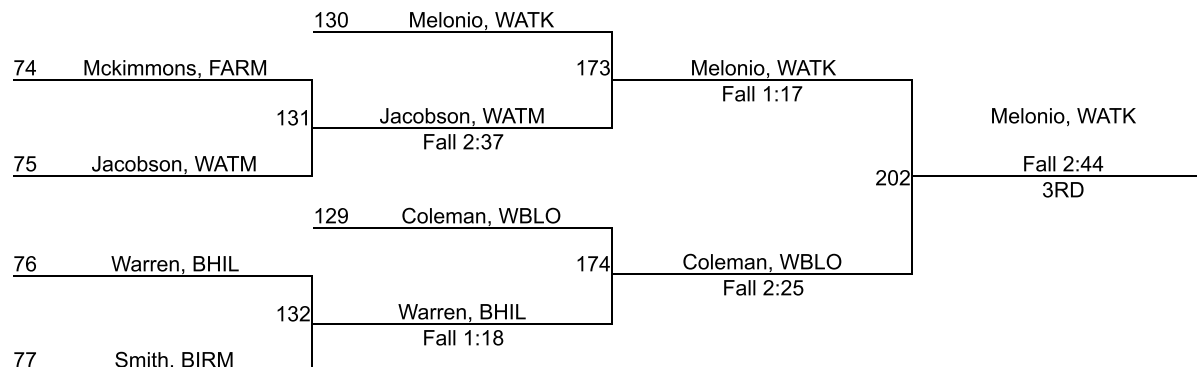 130 Melonio, WATK
74 Mckimmons, FARM
173 Melonio, WATK
Fall 1:17
131 Jacobson, WATM
Fall 2:37
Melonio, WATK
75 Jacobson, WATM
Fall 2:44
202
3RD
129 Coleman, WBLO
76 Warren, BHIL
174 Coleman, WBLO
Fall 2:25
132 Warren, BHIL
Fall 1:18
77 Smith, BIRM